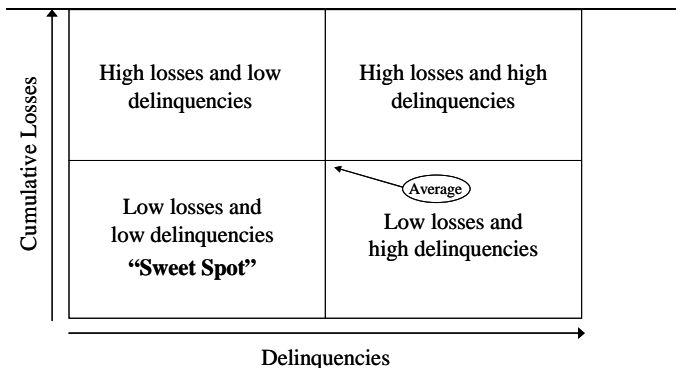 Cumulative Losses
High losses and low
delinquencies
High losses and high
delinquencies
Average
Low losses and
low delinquencies
“Sweet Spot”
Low losses and
high delinquencies
Delinquencies